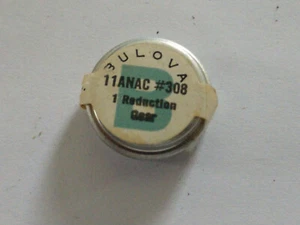 BULOVA
B
11ANAC #308
1 Reduction
Gear